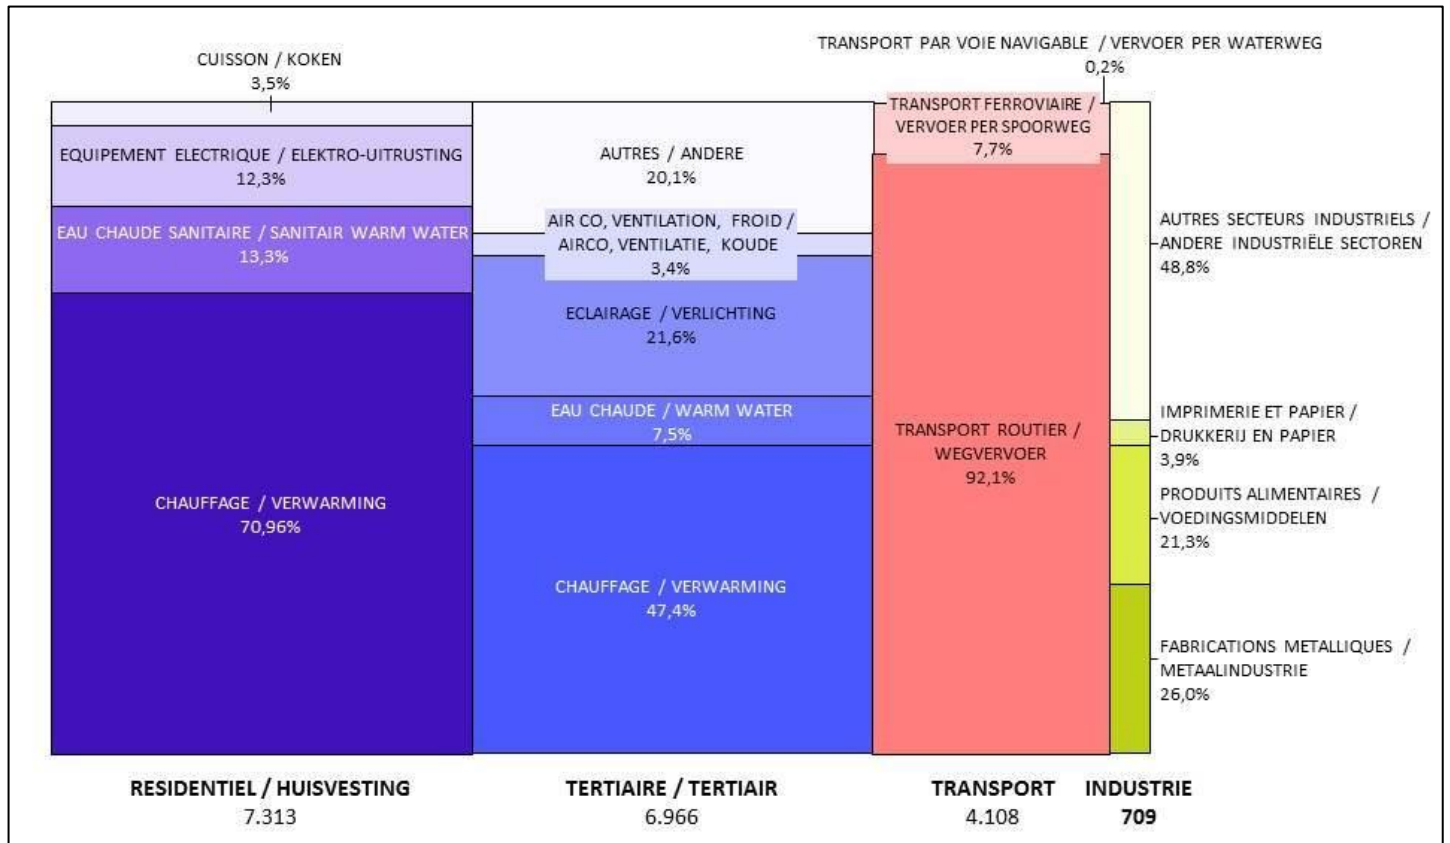 CUISSON / KOKEN
3,5%
EQUIPEMENT ELECTRIQUE / ELEKTRO-UITRUSTING
12,3%
EAU CHAUDE SANITAIRE / SANITAIR WARM WATER
13,3%
CHAUFFAGE / VERWARMING
70,96%
AUTRES / ANDERE
20,1%
AIR CO, VENTILATION, FROID /
AIRCO, VENTILATIE, KOUDE
3,4%
ECLAIRAGE / VERLICHTING
21,6%
EAU CHAUDE / WARM WATER
7,5%
CHAUFFAGE / VERWARMING
47,4%
TRANSPORT PAR VOIE NAVIGABLE / VERVOER PER WATERWEG
0,2%
TRANSPORT FERROVIAIRE /
VERVOER PER SPOORWEG
7,7%
TRANSPORT ROUTIER /
WEGVERVOER
92,1%
AUTRES SECTEURS INDUSTRIELS /
ANDERE INDUSTRIËLE SECTOREN
48,8%
IMPRIMERIE ET PAPIER /
DRUKKERIJ EN PAPIER
3,9%
PRODUITS ALIMENTAIRES /
VOEDINGSMIDDELEN
21,3%
FABRICATIONS METALLIQUES /
METAALINDUSTRIE
26,0%
RESIDENTIEL / HUISVESTING
7.313
TERTIAIRE / TERTIAIR
6.966
TRANSPORT
4.108
INDUSTRIE
709